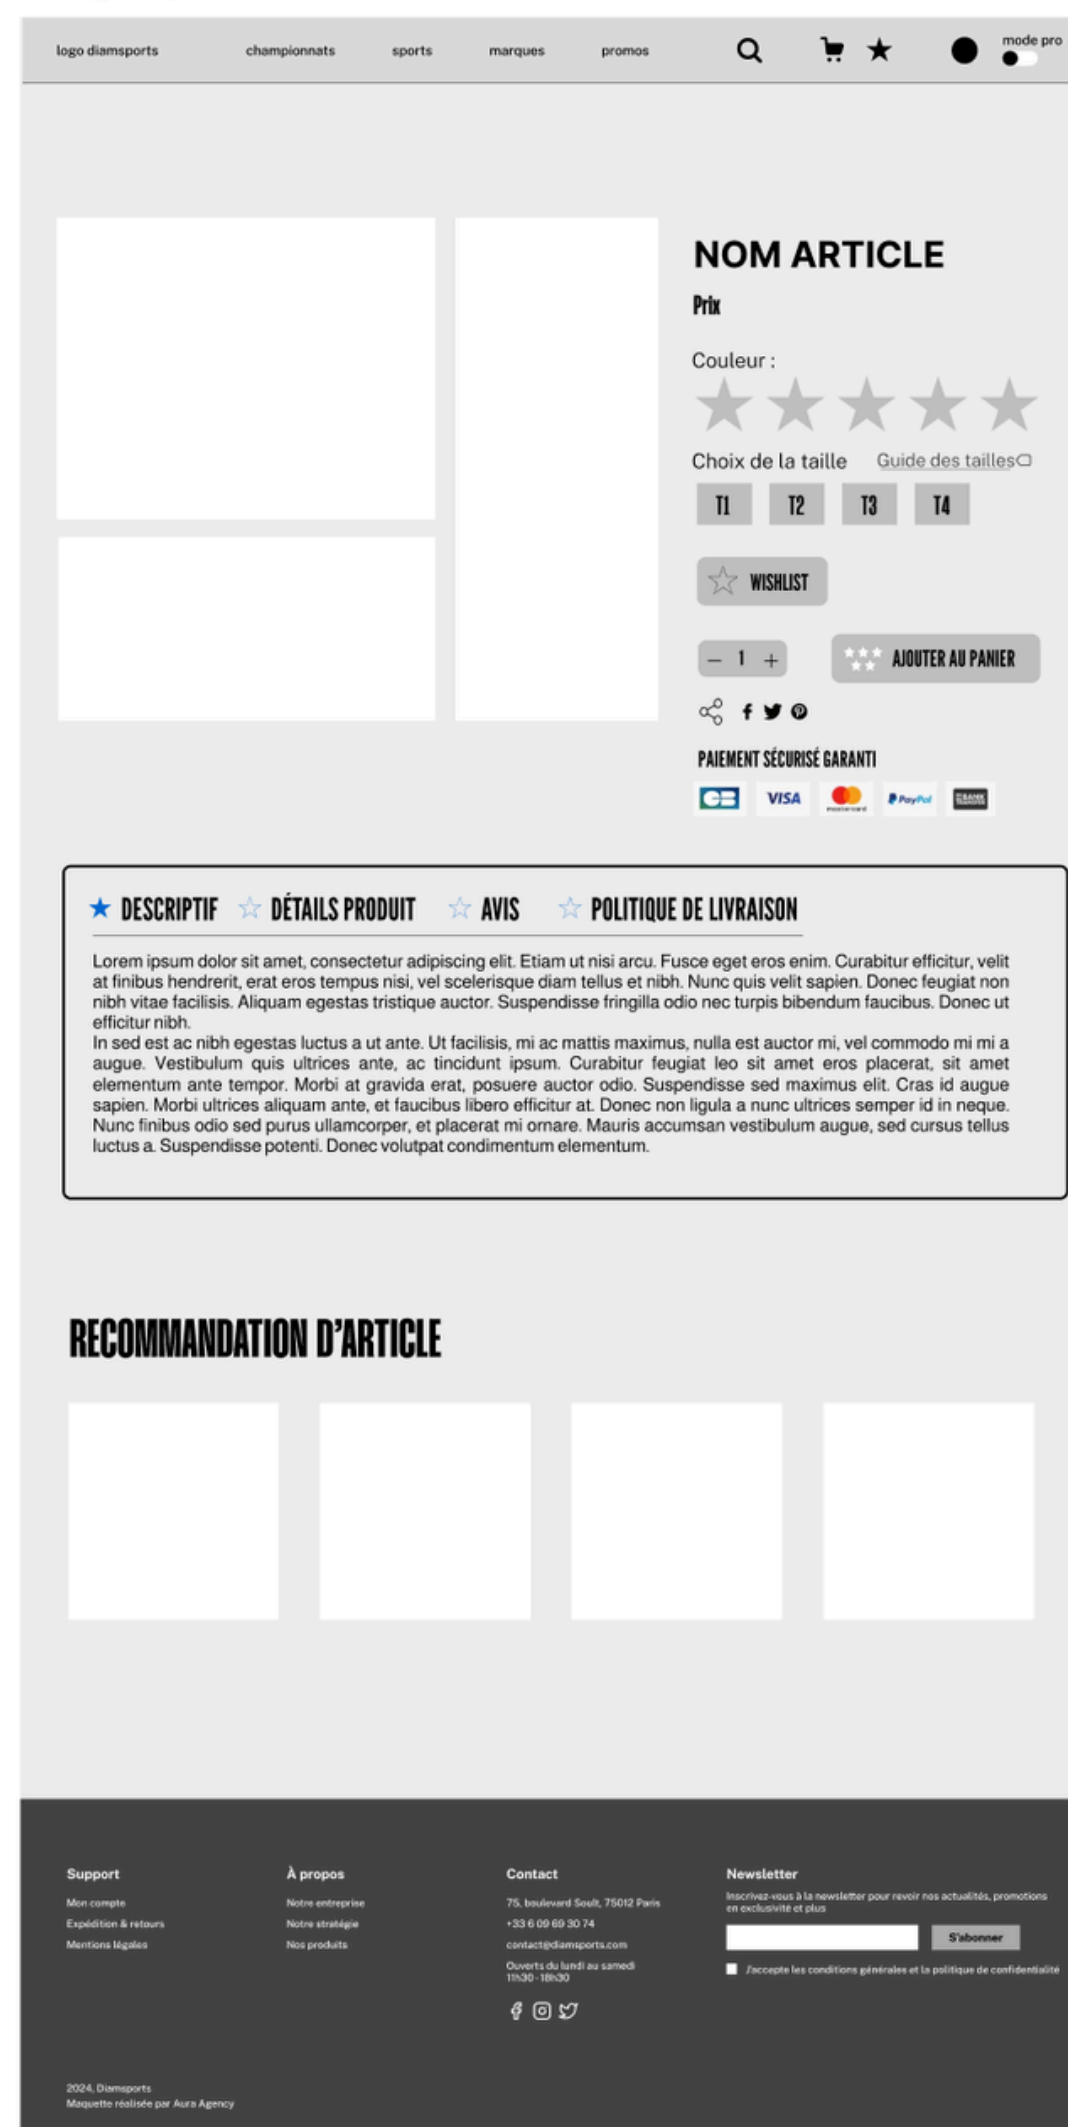 logo diamsports championnats sports marques promos mode pro
NOM ARTICLE
Prix
Couleur :
Choix de la taille Guide des tailles
T1 T2 T3 T4
WISHLIST
– 1 + AJOUTER AU PANIER
PAIEMENT SÉCURISÉ GARANTI
CB VISA mastercard PayPal BANK TRANSFER
DESCRIPTIF DÉTAILS PRODUIT AVIS POLITIQUE DE LIVRAISON
Lorem ipsum dolor sit amet, consectetur adipiscing elit. Etiam ut nisi arcu. Fusce eget eros enim. Curabitur efficitur, velit
at finibus hendrerit, erat eros tempus nisi, vel scelerisque diam tellus et nibh. Nunc quis velit sapien. Donec feugiat non
nibh vitae facilisis. Aliquam egestas tristique auctor. Suspendisse fringilla odio nec turpis bibendum faucibus. Donec ut
efficitur nibh.
In sed est ac nibh egestas luctus a ut ante. Ut facilisis, mi ac mattis maximus, nulla est auctor mi, vel commodo mi mi a
augue. Vestibulum quis ultrices ante, ac tincidunt ipsum. Curabitur feugiat leo sit amet eros placerat, sit amet
elementum ante tempor. Morbi at gravida erat, posuere auctor odio. Suspendisse sed maximus elit. Cras id augue
sapien. Morbi ultrices aliquam ante, et faucibus libero efficitur at. Donec non ligula a nunc ultrices semper id in neque.
Nunc finibus odio sed purus ullamcorper, et placerat mi ornare. Mauris accumsan vestibulum augue, sed cursus tellus
luctus a. Suspendisse potenti. Donec volutpat condimentum elementum.
RECOMMANDATION D'ARTICLE
Support
Mon compte
Expédition & retours
Mentions légales
À propos
Notre entreprise
Notre stratégie
Nos produits
Contact
75, boulevard Soult, 75012 Paris
+33 6 09 69 30 74
contact@diamsports.com
Ouverts du lundi au samedi
11h30 - 18h30
Newsletter
Inscrivez-vous à la newsletter pour revoir nos actualités, promotions
en exclusivité et plus
S'abonner
J'accepte les conditions générales et la politique de confidentialité
2024, Diamsports
Maquette réalisée par Aura Agency